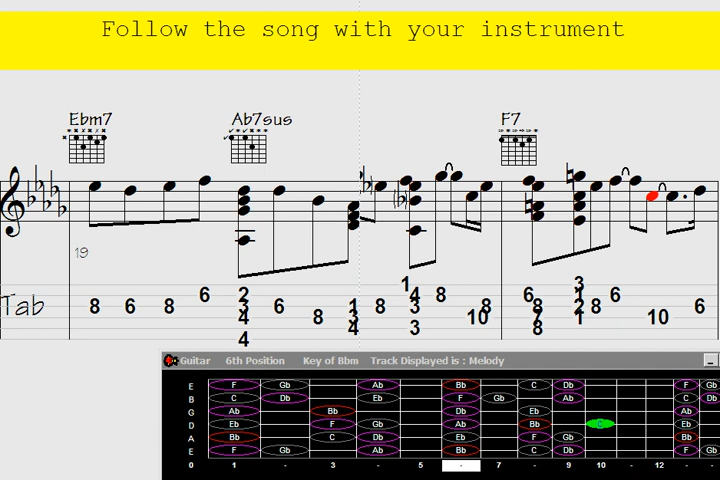 Follow the song with your instrument
Ebm7 Ab7sus F7
19
1 3
6 2 4 8 6 1 6
8 6 8 3 6 1 8 3 8 8 2 8 6
4 8 3 10 7 1 10
4 4 3 8
Tab
Guitar 6th Position Key of Bbm Track Displayed is : Melody
E F Gb Ab Bb C Db F Gb
B C Db Eb F Gb Ab C Db
G Ab Bb Db Eb Ab
D Eb F Gb Ab Bb C Eb
A Bb C Db Eb F Gb Bb
E F Gb Ab Bb C Db F Gb
0 1 - 3 - 5 - 7 - 9 10 - 12 - -